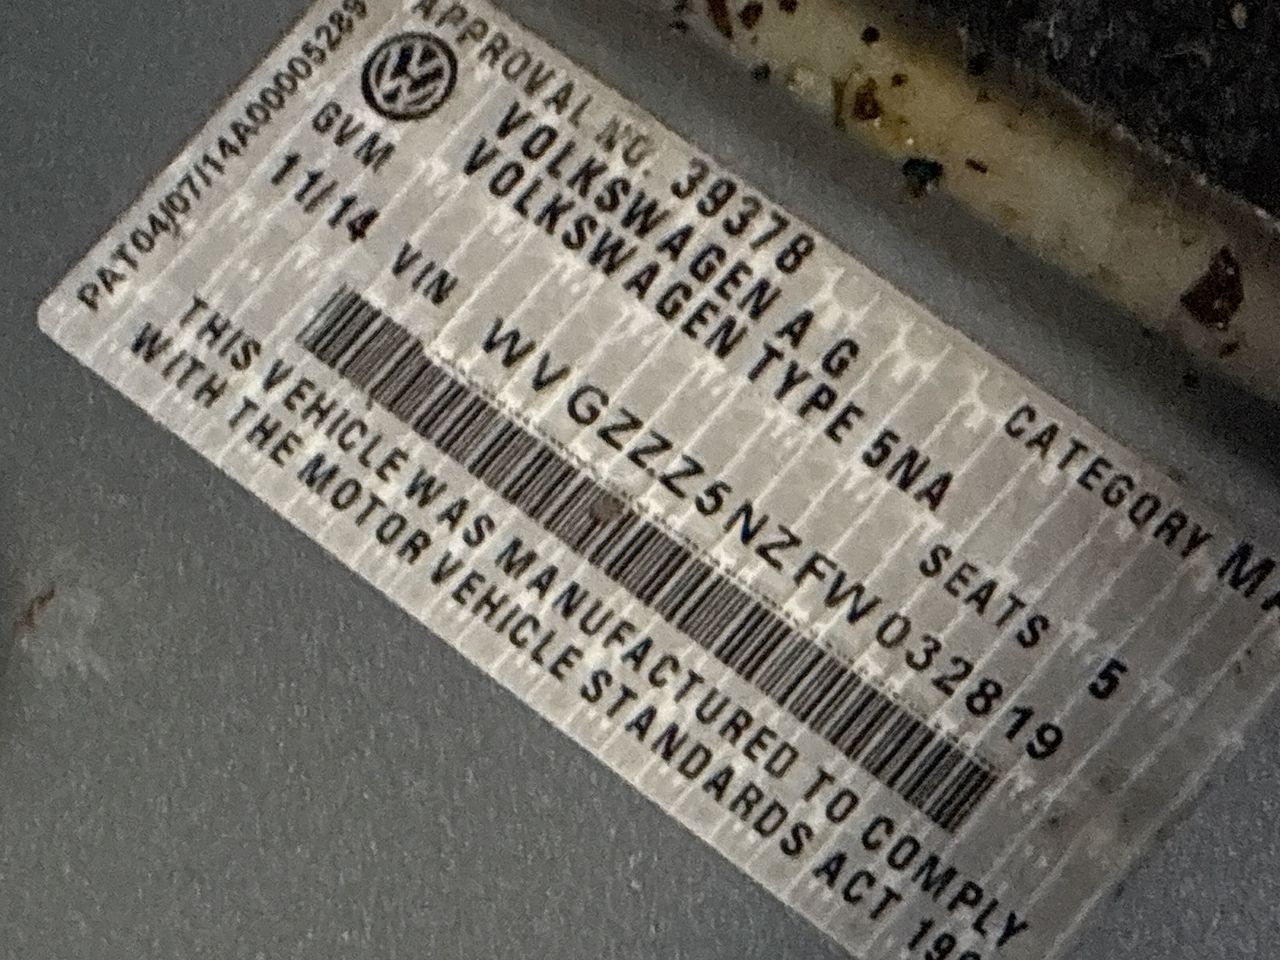 APPROVAL NO. 39378 CATEGORY
VOLKSWAGEN A G
VOLKSWAGEN TYPE 5NA SEATS 5
GVM
11/14 VIN WVGZZZ5NZFW032819
THIS VEHICLE WAS MANUFACTURED TO COMPLY
WITH THE MOTOR VEHICLE STANDARDS ACT
PAT04/07/14A00005289